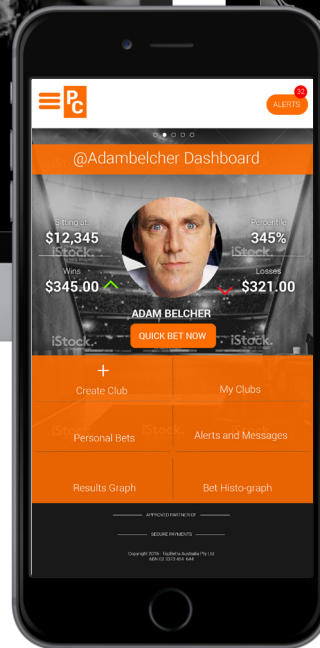 PC
32
ALERTS
@Adambelcher Dashboard
Sitting at
Percentile
$12,345
345%
iStock.
iStock.
Wins
Losses
$345.00
$321.00
ADAM BELCHER
iStock.
QUICK BET NOW
iStock.
+
Create Club
My Clubs
Personal Bets
Alerts and Messages
Results Graph
Bet Histo-graph
APPROVED PARTNER OF
SECURE PAYMENTS